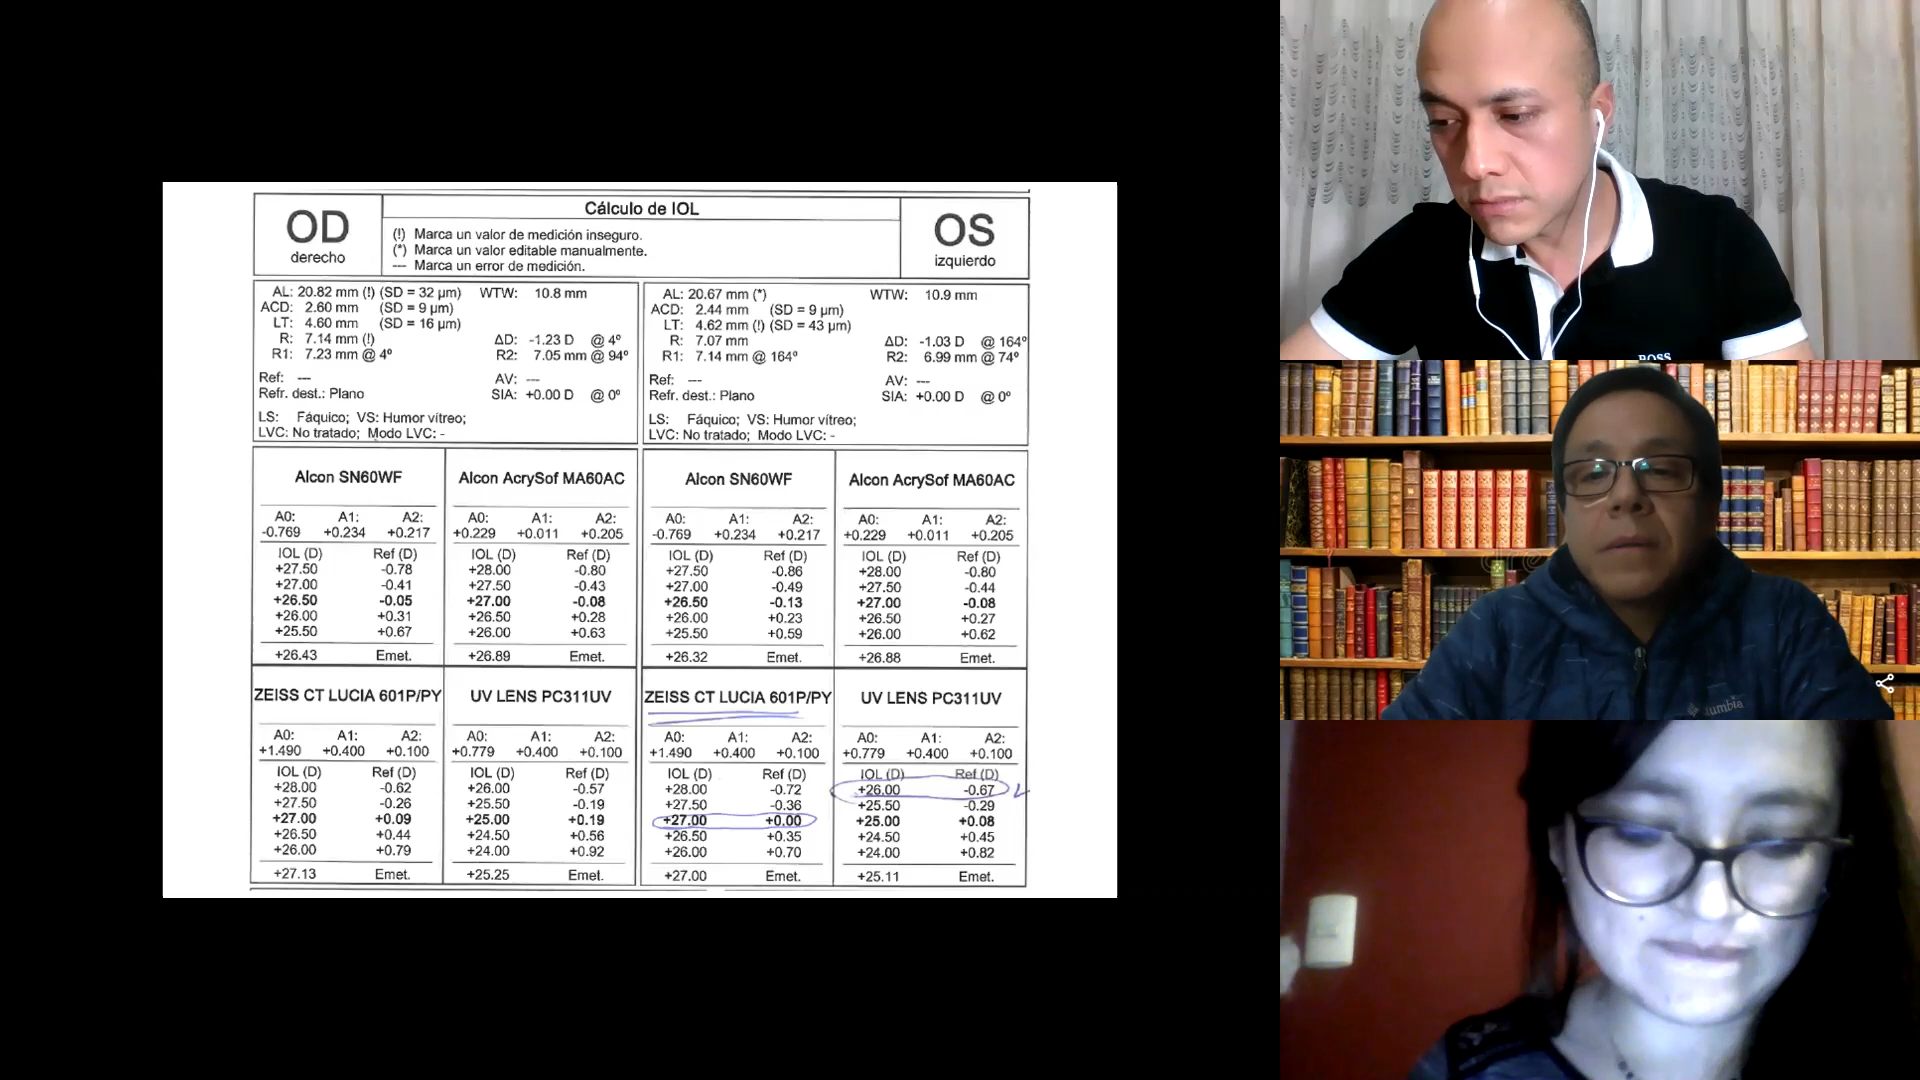 OD
derecho
Cálculo de IOL
(!) Marca un valor de medición inseguro.
(*) Marca un valor editable manualmente.
--- Marca un error de medición.
OS
izquierdo
AL: 20.82 mm (!) (SD = 32 µm) WTW: 10.8 mm
ACD: 2.60 mm (SD = 9 µm)
LT: 4.60 mm (SD = 16 µm)
R: 7.14 mm (!) ΔD: -1.23 D @ 4º
R1: 7.23 mm @ 4º R2: 7.05 mm @ 94º
Ref: --- AV: ---
Refr. dest.: Plano SIA: +0.00 D @ 0º
LS: Fáquico; VS: Humor vítreo;
LVC: No tratado; Modo LVC: -
AL: 20.67 mm (*) WTW: 10.9 mm
ACD: 2.44 mm (SD = 9 µm)
LT: 4.62 mm (!) (SD = 43 µm)
R: 7.07 mm ΔD: -1.03 D @ 164º
R1: 7.14 mm @ 164º R2: 6.99 mm @ 74º
Ref: --- AV: ---
Refr. dest.: Plano SIA: +0.00 D @ 0º
LS: Fáquico; VS: Humor vítreo;
LVC: No tratado; Modo LVC: -
Alcon SN60WF
A0: A1: A2:
-0.769 +0.234 +0.217
IOL (D) Ref (D)
+27.50 -0.78
+27.00 -0.41
+26.50 -0.05
+26.00 +0.31
+25.50 +0.67
+26.43 Emet.
Alcon AcrySof MA60AC
A0: A1: A2:
+0.229 +0.011 +0.205
IOL (D) Ref (D)
+28.00 -0.80
+27.50 -0.43
+27.00 -0.08
+26.50 +0.28
+26.00 +0.63
+26.89 Emet.
Alcon SN60WF
A0: A1: A2:
-0.769 +0.234 +0.217
IOL (D) Ref (D)
+27.50 -0.86
+27.00 -0.49
+26.50 -0.13
+26.00 +0.23
+25.50 +0.59
+26.32 Emet.
Alcon AcrySof MA60AC
A0: A1: A2:
+0.229 +0.011 +0.205
IOL (D) Ref (D)
+28.00 -0.80
+27.50 -0.44
+27.00 -0.08
+26.50 +0.27
+26.00 +0.62
+26.88 Emet.
ZEISS CT LUCIA 601P/PY
A0: A1: A2:
+1.490 +0.400 +0.100
IOL (D) Ref (D)
+28.00 -0.62
+27.50 -0.26
+27.00 +0.09
+26.50 +0.44
+26.00 +0.79
+27.13 Emet.
UV LENS PC311UV
A0: A1: A2:
+0.779 +0.400 +0.100
IOL (D) Ref (D)
+26.00 -0.57
+25.50 -0.19
+25.00 +0.19
+24.50 +0.56
+24.00 +0.92
+25.25 Emet.
ZEISS CT LUCIA 601P/PY
A0: A1: A2:
+1.490 +0.400 +0.100
IOL (D) Ref (D)
+28.00 -0.72
+27.50 -0.36
+27.00 +0.00
+26.50 +0.35
+26.00 +0.70
+27.00 Emet.
UV LENS PC311UV
A0: A1: A2:
+0.779 +0.400 +0.100
IOL (D) Ref (D)
+26.00 -0.67
+25.50 -0.29
+25.00 +0.08
+24.50 +0.45
+24.00 +0.82
+25.11 Emet.
BOSS
Columbia